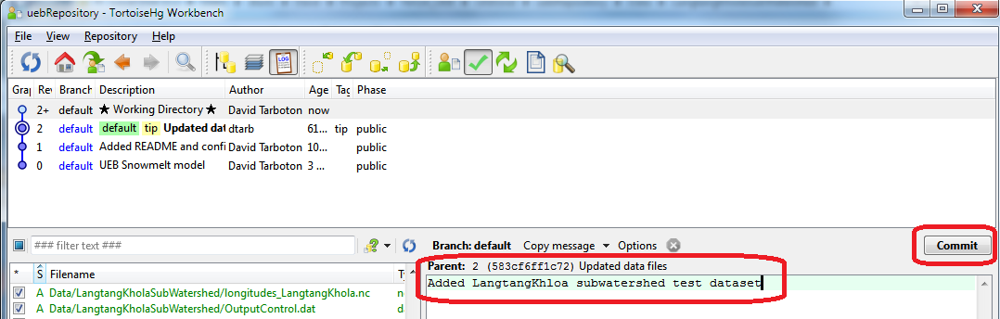 uebRepository - TortoiseHg Workbench
File View Repository Help
LOG
Grap Rev Branch Description Author Age Tag Phase
2+ default ★ Working Directory ★ David Tarboton now
2 default default tip Updated dat dtarb 61... tip public
1 default Added README and confi David Tarboton 10... public
0 default UEB Snowmelt model David Tarboton 3 ... public
### filter text ### Branch: default Copy message Options Commit
Parent: 2 (583cf6ff1c72) Updated data files
* S Filename Ty
Added LangtangKhloa subwatershed test dataset
A Data/LangtangKholaSubWatershed/longitudes_LangtangKhola.nc n
A Data/LangtangKholaSubWatershed/OutputControl.dat d